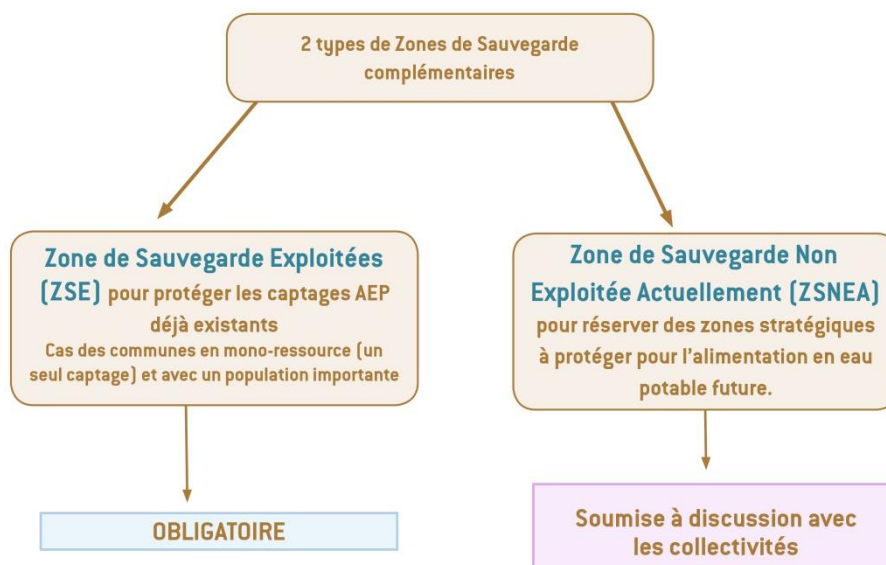 2 types de Zones de Sauvegarde
complémentaires
Zone de Sauvegarde Exploitées
(ZSE) pour protéger les captages AEP
déjà existants
Cas des communes en mono-ressource (un
seul captage) et avec un population importante
Zone de Sauvegarde Non
Exploitée Actuellement (ZSNEA)
pour réserver des zones stratégiques
à protéger pour l'alimentation en eau
potable future.
OBLIGATOIRE
Soumise à discussion avec
les collectivités